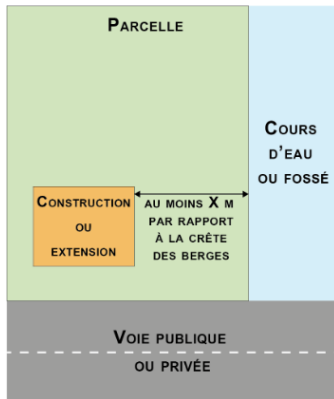 PARCELLE
COURS
D'EAU
OU FOSSÉ
CONSTRUCTION
OU
EXTENSION
AU MOINS X M
PAR RAPPORT
À LA CRÊTE
DES BERGES
VOIE PUBLIQUE
OU PRIVÉE